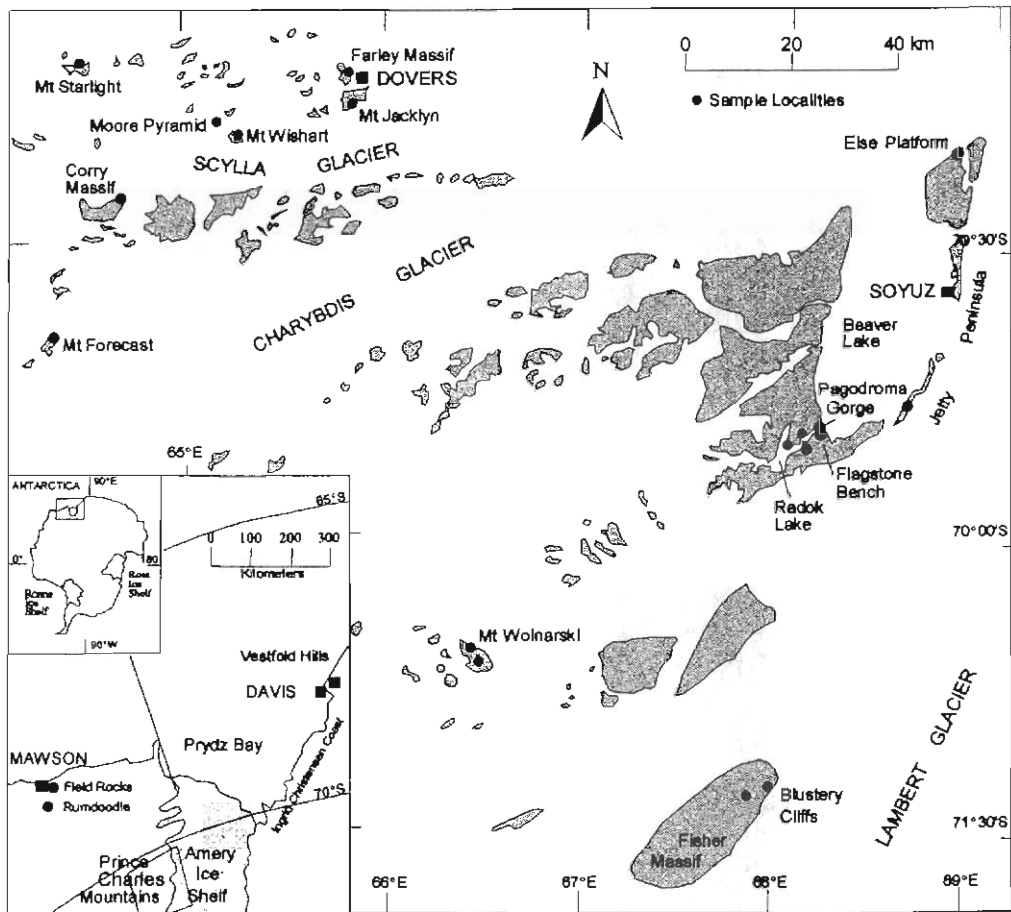 Farley Massif
DOVERS
Mt Starlight
Mt Jacklyn
Moore Pyramid
Mt Wishart
0 20 40 km
N
Sample Localities
SCYLLA GLACIER
Corry
Massif
Else Platform
CHARYBDIS GLACIER
70°30'S
SOYUZ
Mt Forecast
Beaver
Lake
Jetty Peninsula
Pagodroma
Gorge
65°E
Flagstone
Bench
Radok
Lake
70°00'S
ANTARCTICA
90°E
0°
180
Ross
Ice
Shelf
Ronne
Ice
Shelf
90°W
65°S
0 100 200 300
Kilometers
Mt Wolnarski
Vestfold Hills
DAVIS
Prydz Bay
Ingrid Christensen Coast
MAWSON
Field Rocks
Rumdoodle
70°S
Prince
Charles
Mountains
Amery
Ice
Shelf
LAMBERT GLACIER
Blustery
Cliffs
Fisher
Massif
71°30'S
66°E
67°E
68°E
69°E